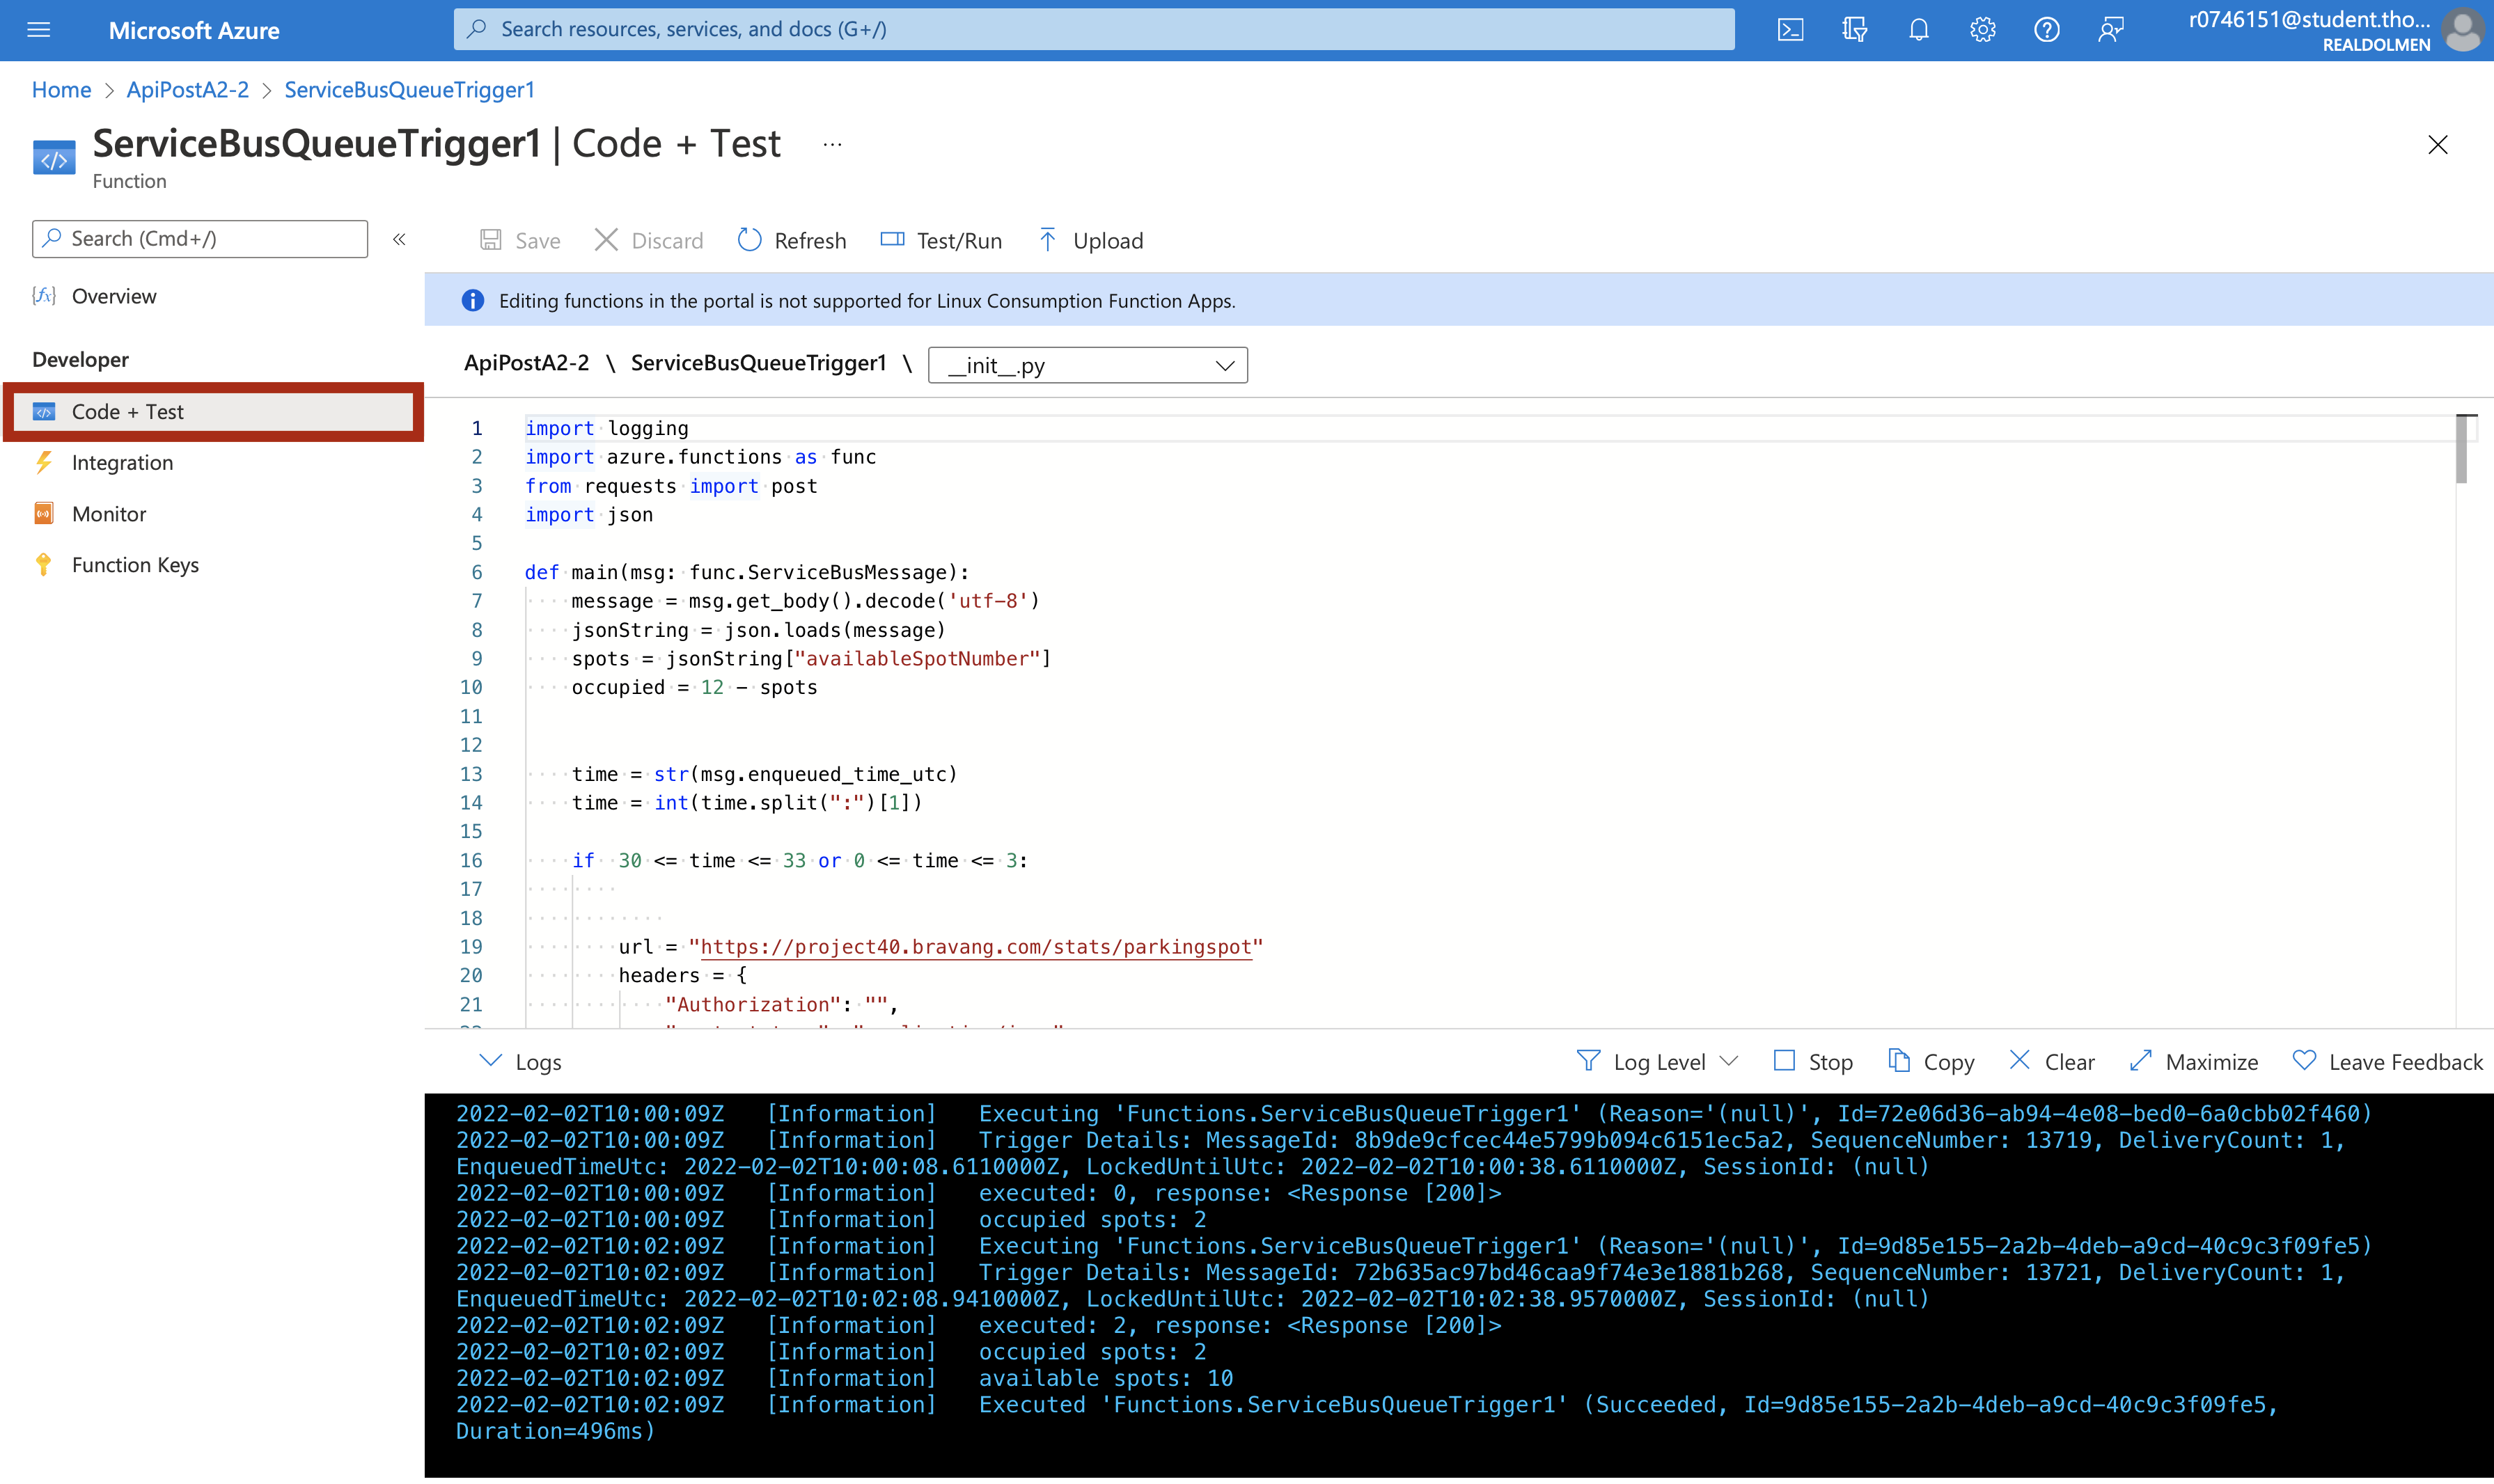 Microsoft Azure
Search resources, services, and docs (G+/)
r0746151@student.tho...
REALDOLMEN
Home > ApiPostA2-2 > ServiceBusQueueTrigger1
ServiceBusQueueTrigger1 | Code + Test ...
Function
Search (Cmd+/) «
Save Discard Refresh Test/Run Upload
Overview
Editing functions in the portal is not supported for Linux Consumption Function Apps.
Developer
ApiPostA2-2 \ ServiceBusQueueTrigger1 \ __init__.py
Code + Test
Integration
Monitor
Function Keys
1 import logging
2 import azure.functions as func
3 from requests import post
4 import json
5
6 def main(msg: func.ServiceBusMessage):
7 message = msg.get_body().decode('utf-8')
8 jsonString = json.loads(message)
9 spots = jsonString["availableSpotNumber"]
10 occupied = 12 - spots
11
12
13 time = str(msg.enqueued_time_utc)
14 time = int(time.split(":")[1])
15
16 if  30 <= time <= 33 or 0 <= time <= 3:
17
18
19 url = "https://project40.bravang.com/stats/parkingspot"
20 headers = {
21 "Authorization": "",
Logs
Log Level Stop Copy Clear Maximize Leave Feedback
2022-02-02T10:00:09Z [Information] Executing 'Functions.ServiceBusQueueTrigger1' (Reason='(null)', Id=72e06d36-ab94-4e08-bed0-6a0cbb02f460)
2022-02-02T10:00:09Z [Information] Trigger Details: MessageId: 8b9de9cfcec44e5799b094c6151ec5a2, SequenceNumber: 13719, DeliveryCount: 1,
EnqueuedTimeUtc: 2022-02-02T10:00:08.6110000Z, LockedUntilUtc: 2022-02-02T10:00:38.6110000Z, SessionId: (null)
2022-02-02T10:00:09Z [Information] executed: 0, response: <Response [200]>
2022-02-02T10:00:09Z [Information] occupied spots: 2
2022-02-02T10:02:09Z [Information] Executing 'Functions.ServiceBusQueueTrigger1' (Reason='(null)', Id=9d85e155-2a2b-4deb-a9cd-40c9c3f09fe5)
2022-02-02T10:02:09Z [Information] Trigger Details: MessageId: 72b635ac97bd46caa9f74e3e1881b268, SequenceNumber: 13721, DeliveryCount: 1,
EnqueuedTimeUtc: 2022-02-02T10:02:08.9410000Z, LockedUntilUtc: 2022-02-02T10:02:38.9570000Z, SessionId: (null)
2022-02-02T10:02:09Z [Information] executed: 2, response: <Response [200]>
2022-02-02T10:02:09Z [Information] occupied spots: 2
2022-02-02T10:02:09Z [Information] available spots: 10
2022-02-02T10:02:09Z [Information] Executed 'Functions.ServiceBusQueueTrigger1' (Succeeded, Id=9d85e155-2a2b-4deb-a9cd-40c9c3f09fe5,
Duration=496ms)